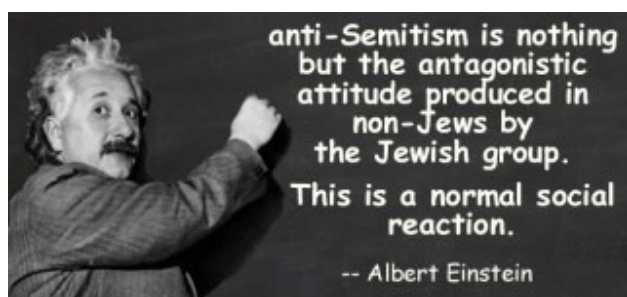 anti-Semitism is nothing
but the antagonistic
attitude produced in
non-Jews by
the Jewish group.
This is a normal social
reaction.
-- Albert Einstein